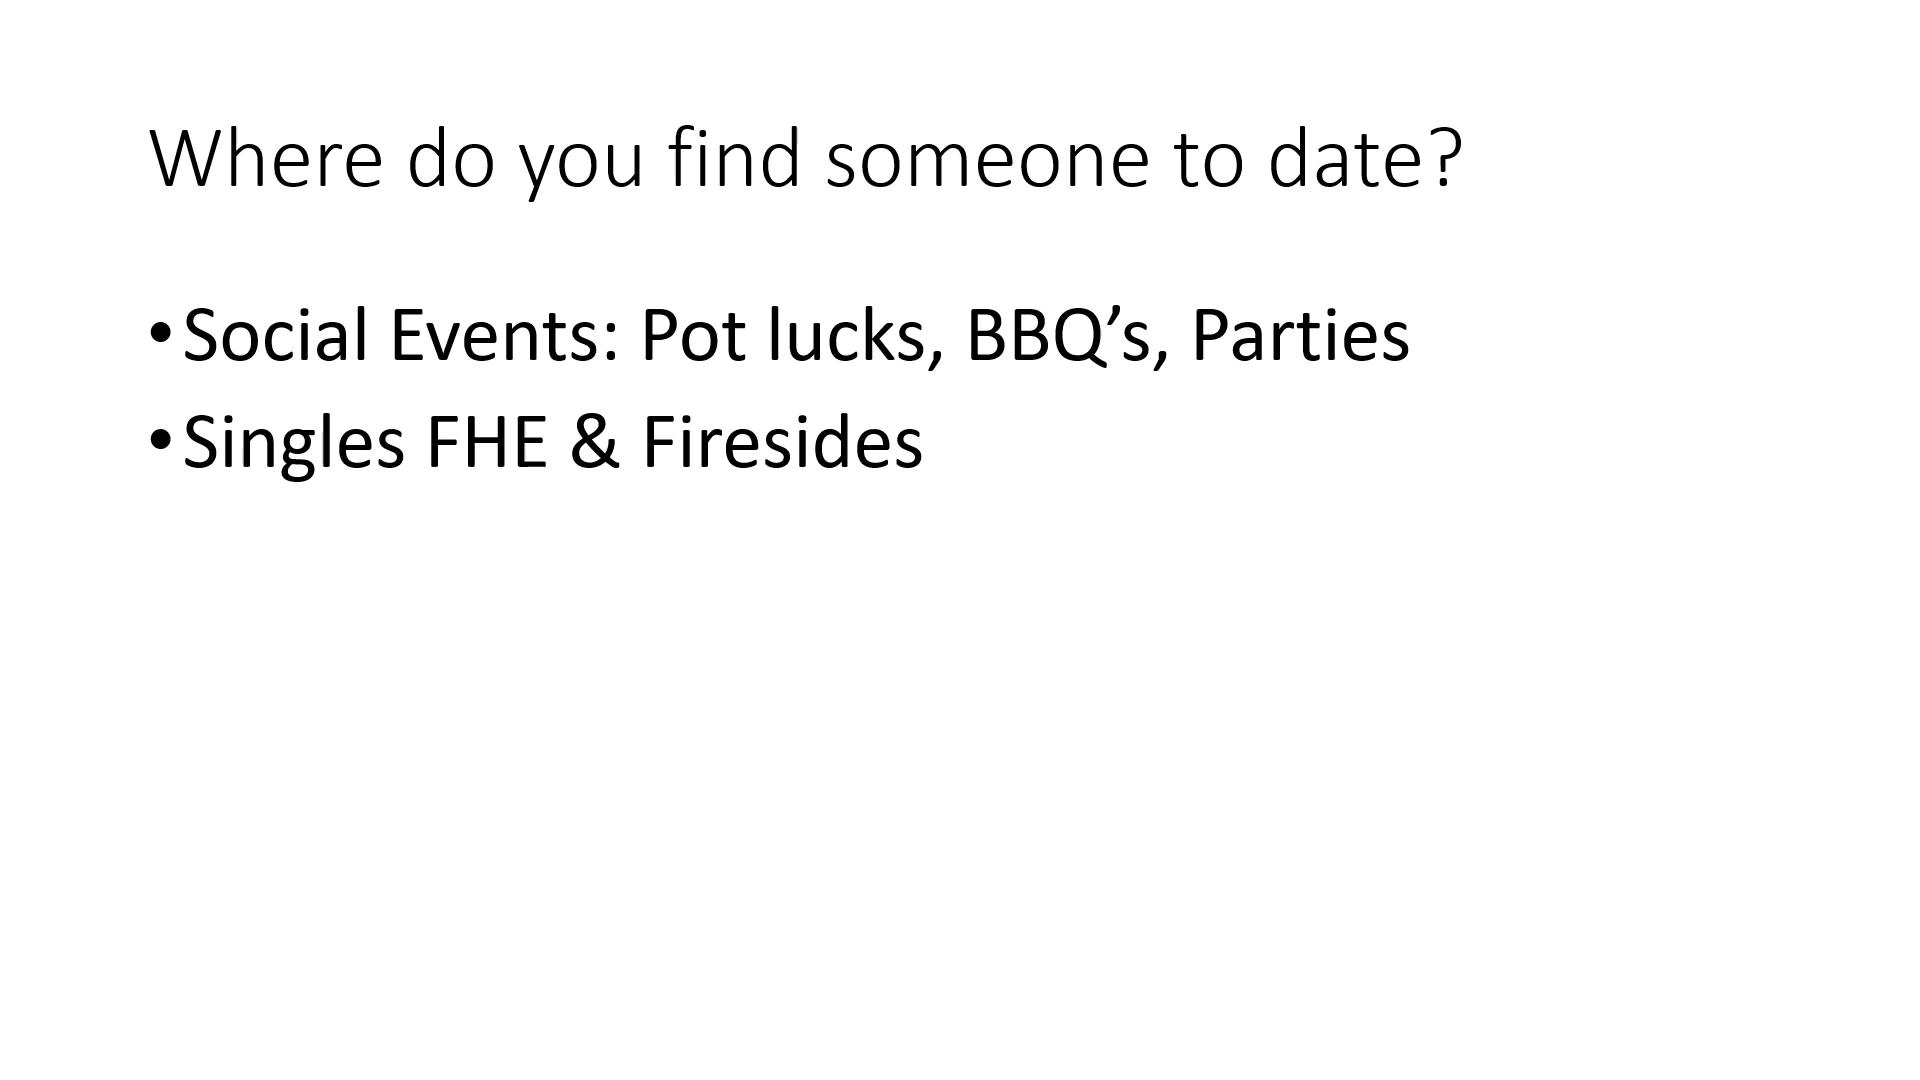 Where do you find someone to date?
•Social Events: Pot lucks, BBQ’s, Parties
•Singles FHE & Firesides